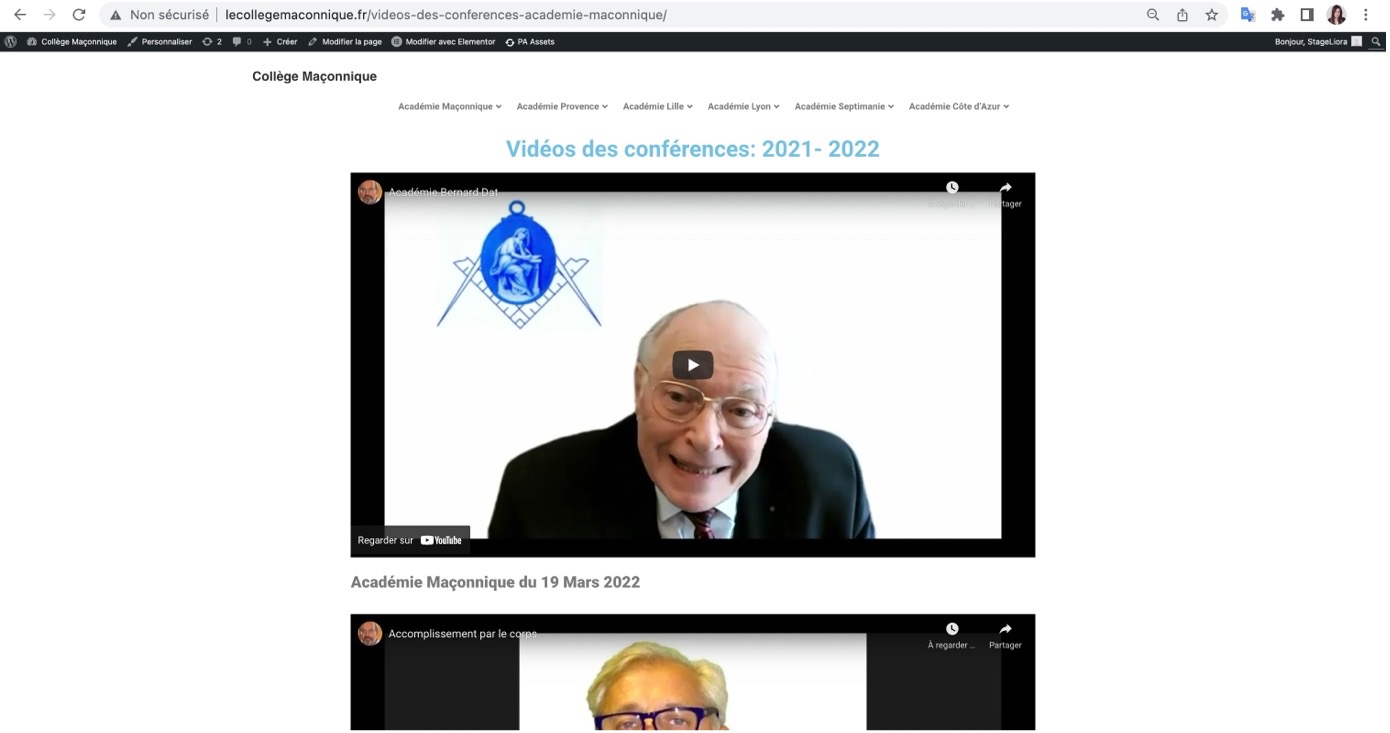 Non sécurisé | lecollegemaconnique.fr/videos-des-conferences-academie-maconnique/
Collège Maçonnique Personnaliser 2 0 Créer Modifier la page Modifier avec Elementor PA Assets Bonjour, StageLiora
Collège Maçonnique
Académie Maçonnique Académie Provence Académie Lille Académie Lyon Académie Septimanie Académie Côte d'Azur
Vidéos des conférences: 2021- 2022
Académie Bernard Dat
À regarder ... Partager
Regarder sur YouTube
Académie Maçonnique du 19 Mars 2022
Accomplissement par le corps
À regarder ... Partager